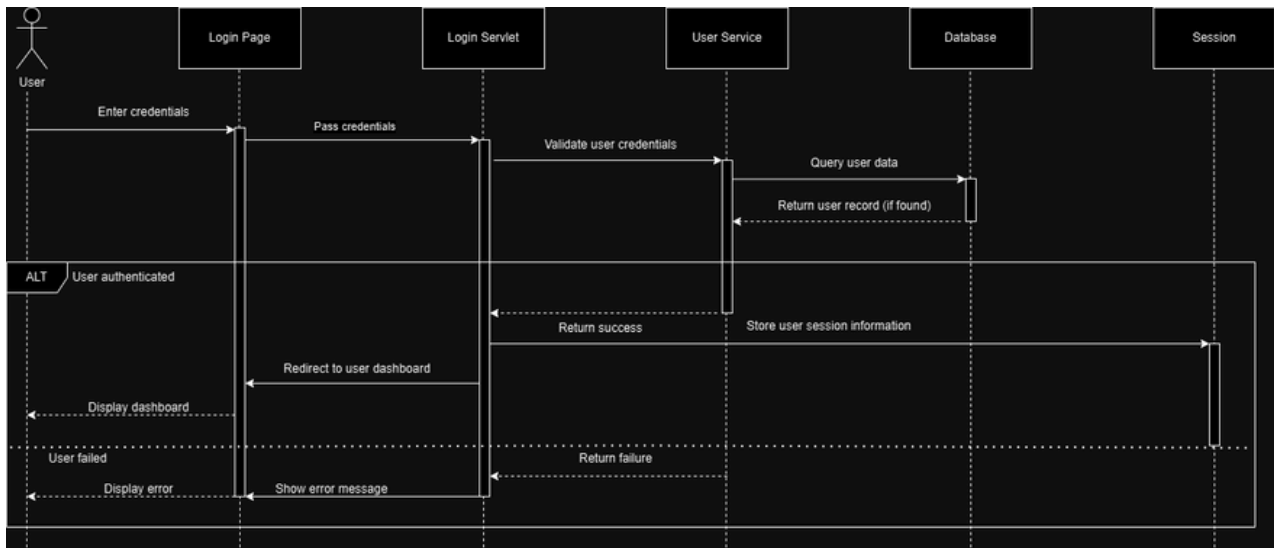 Login Page
Login Servlet
User Service
Database
Session
User
Enter credentials
Pass credentials
Validate user credentials
Query user data
Return user record (if found)
ALT
User authenticated
Return success
Store user session information
Redirect to user dashboard
Display dashboard
User failed
Return failure
Display error
Show error message